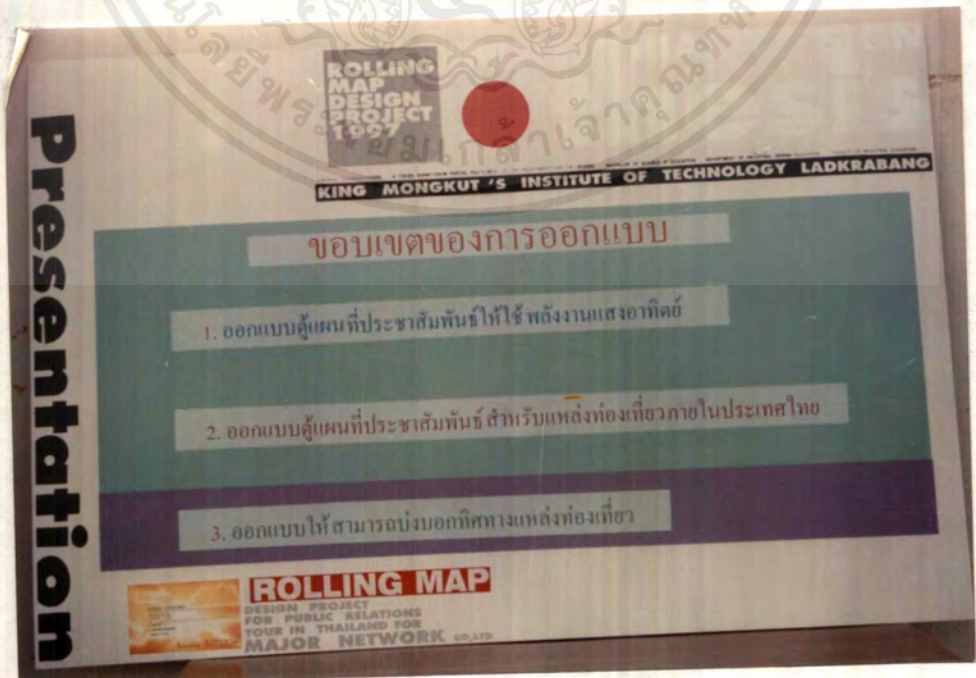 Presentation
ROLLING
MAP
DESIGN
PROJECT
1997
KING MONGKUT 'S INSTITUTE OF TECHNOLOGY LADKRABANG
ขอบเขตของการออกแบบ
1. ออกแบบตู้แผนที่ประชาสัมพันธ์ให้ใช้ พลังงานแสงอาทิตย์
2. ออกแบบตู้แผนที่ประชาสัมพันธ์ สำหรับแหล่งท่องเที่ยวภายในประเทศไทย
3. ออกแบบให้ สามารถบ่งบอกทิศทางแหล่งท่องเที่ยว
ROLLING MAP
DESIGN PROJECT
FOR PUBLIC RELATIONS
TOUR IN THAILAND FOR
MAJOR NETWORK CO,LTD